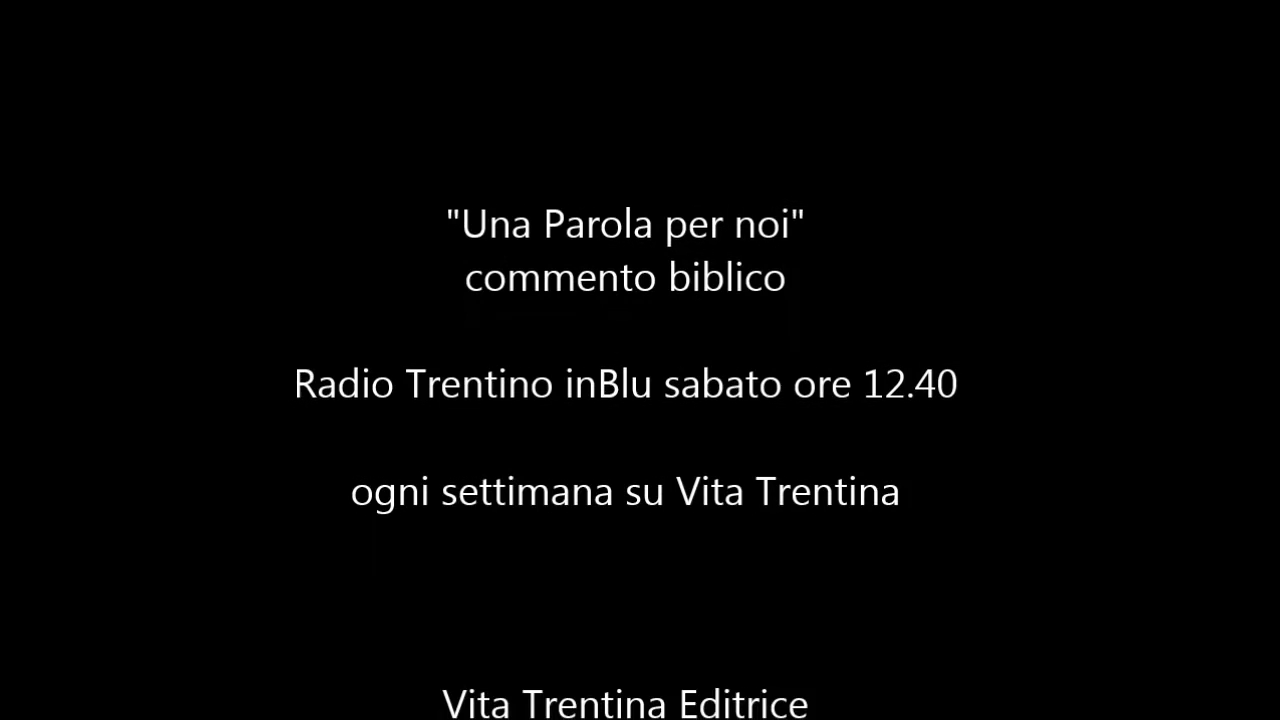 "Una Parola per noi"
commento biblico
Radio Trentino inBlu sabato ore 12.40
ogni settimana su Vita Trentina
Vita Trentina Editrice